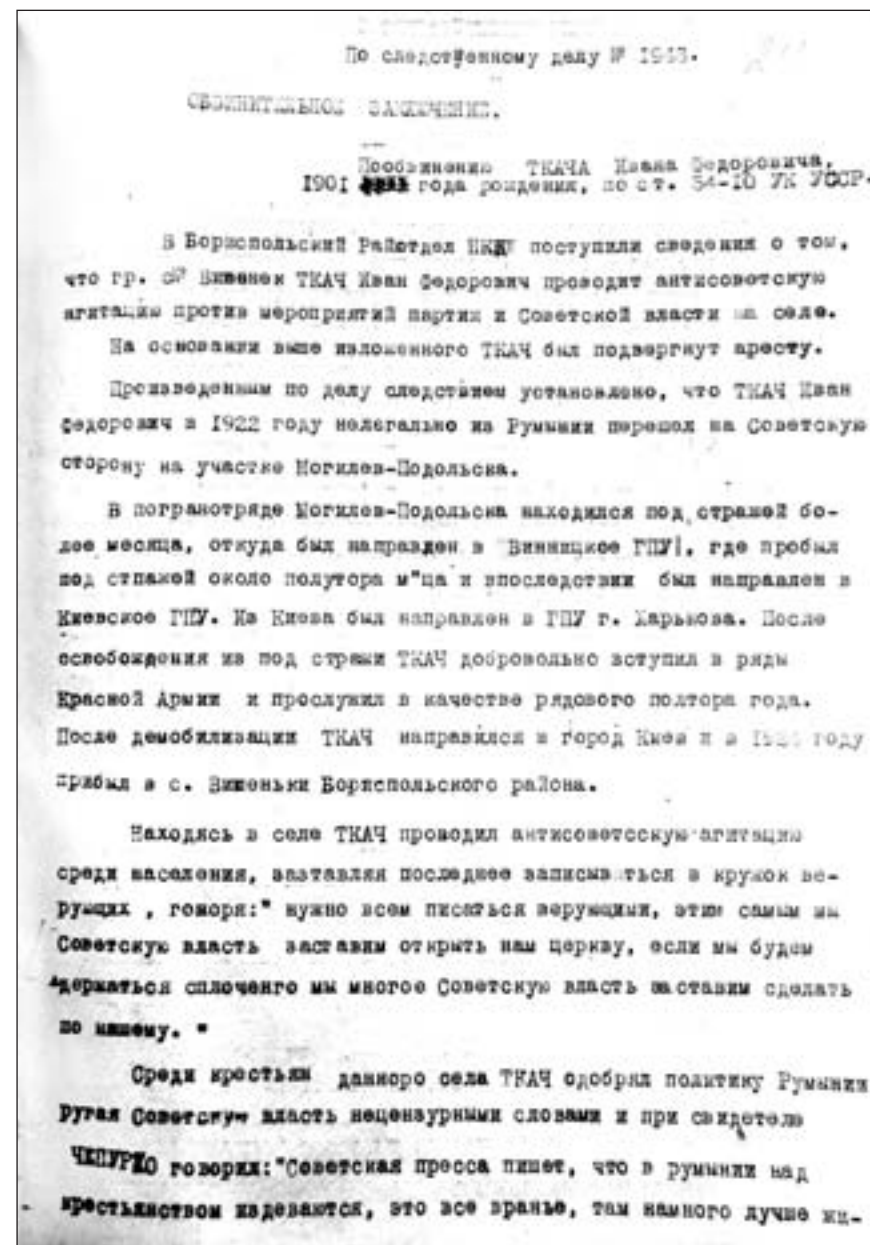 По следственному делу № 1943.
ОБВИНИТЕЛЬНОЕ ЗАКЛЮЧЕНИЕ.
Пообвинению ТКАЧА Ивана Федоровича,
1901 года рождения, по ст. 54-10 УК УССР.
В Бориспольский Райотдел НКВД поступили сведения о том,
что гр. с. Вишенек ТКАЧ Иван Федорович проводит антисоветскую
агитацию против мероприятий партии и Советской власти на селе.
На основании выше изложенного ТКАЧ был подвергнут аресту.
Произведенным по делу следствием установлено, что ТКАЧ Иван
Федорович в 1922 году нелегально из Румынии перешел на Советскую
сторону на участке Могилев-Подольска.
В погранотряде Могилев-Подольска находился под стражей бо-
лее месяца, откуда был направлен в Винницкое ГПУ, где пробыл
под стпажей около полутора м"ца и впоследствии был направлен в
Киевское ГПУ. Из Киева был направлен в ГПУ г. Харькова. После
освобождения из под стражи ТКАЧ добровольно вступил в ряды
Красной Армии и прослужил в качестве рядового полтора года.
После демобилизации ТКАЧ направился в город Киев и в году
прибыл в с. Вишеньки Бориспольского района.
Находясь в селе ТКАЧ проводил антисоветсскую агитацию
среди населения, заставляя последнее записываться в кружок ве-
рующих , говоря:" нужно всем писаться верующими, этим самым мы
Советскую власть заставим открыть нам церкву, если мы будем
держаться сплоченго мы многое Советскую власть заставим сделать
по нашему. "
Среди крестьян данноро села ТКАЧ одобрял политику Румынии
ругая Советскую власть нецензурными словами и при свидетеле
ЧЕПУРКО говорил:"Советская пресса пишет, что в румынии над
крестьянством издеваются, это все вранье, там намного лучше жи-